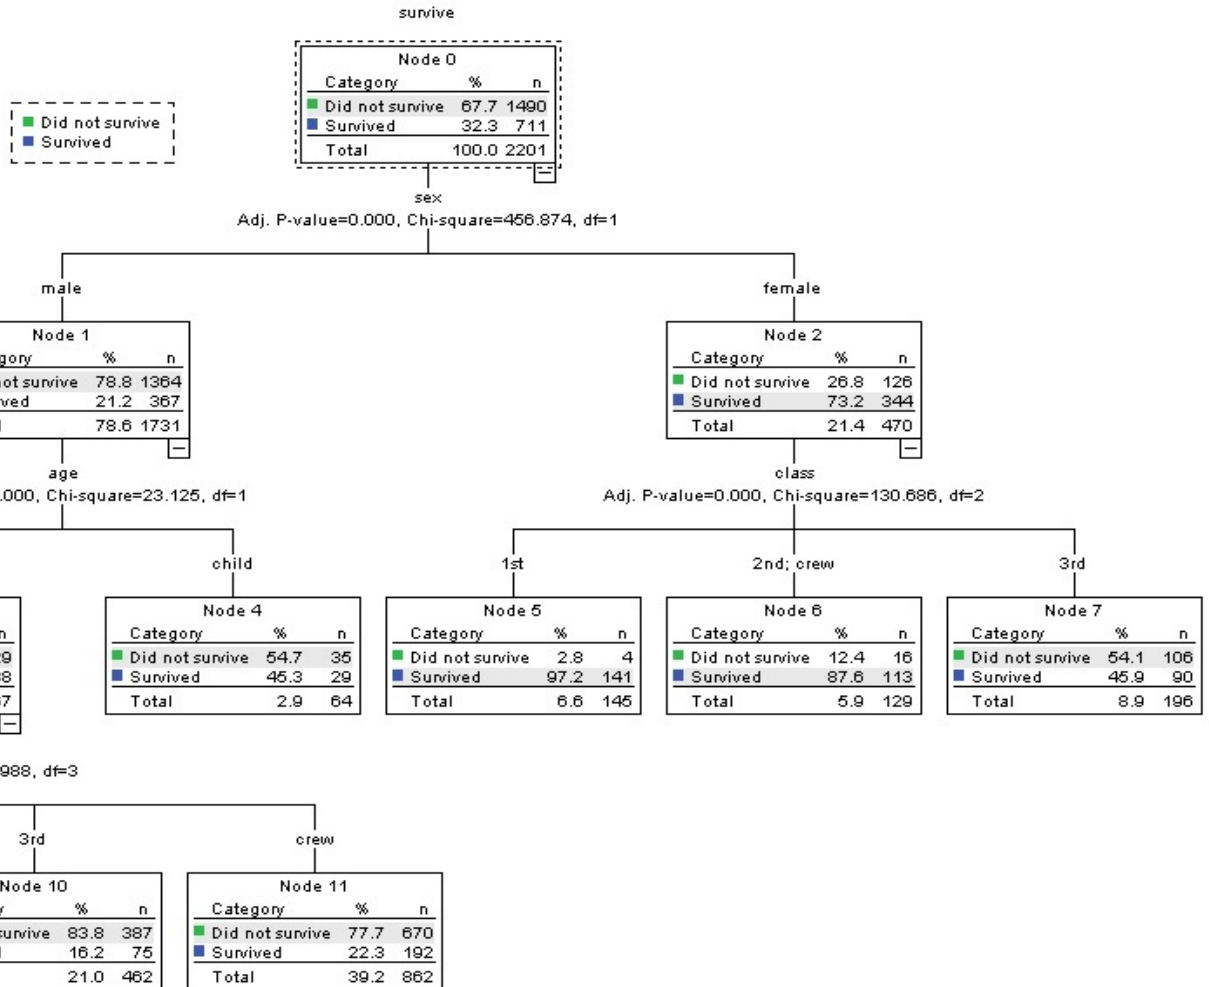 survive
Node 0
Category % n
Did not survive 67.7 1490
Survived 32.3 711
Total 100.0 2201
Did not survive
Survived
sex
Adj. P-value=0.000, Chi-square=456.874, df=1
male
female
Node 1
gory % n
ot survive 78.8 1364
ved 21.2 367
78.6 1731
Node 2
Category % n
Did not survive 26.8 126
Survived 73.2 344
Total 21.4 470
age
.000, Chi-square=23.125, df=1
class
Adj. P-value=0.000, Chi-square=130.686, df=2
child
1st
2nd; crew
3rd
n
29
38
67
Node 4
Category % n
Did not survive 54.7 35
Survived 45.3 29
Total 2.9 64
Node 5
Category % n
Did not survive 2.8 4
Survived 97.2 141
Total 6.6 145
Node 6
Category % n
Did not survive 12.4 16
Survived 87.6 113
Total 5.9 129
Node 7
Category % n
Did not survive 54.1 106
Survived 45.9 90
Total 8.9 196
988, df=3
3rd
crew
Node 10
y % n
survive 83.8 387
16.2 75
21.0 462
Node 11
Category % n
Did not survive 77.7 670
Survived 22.3 192
Total 39.2 862